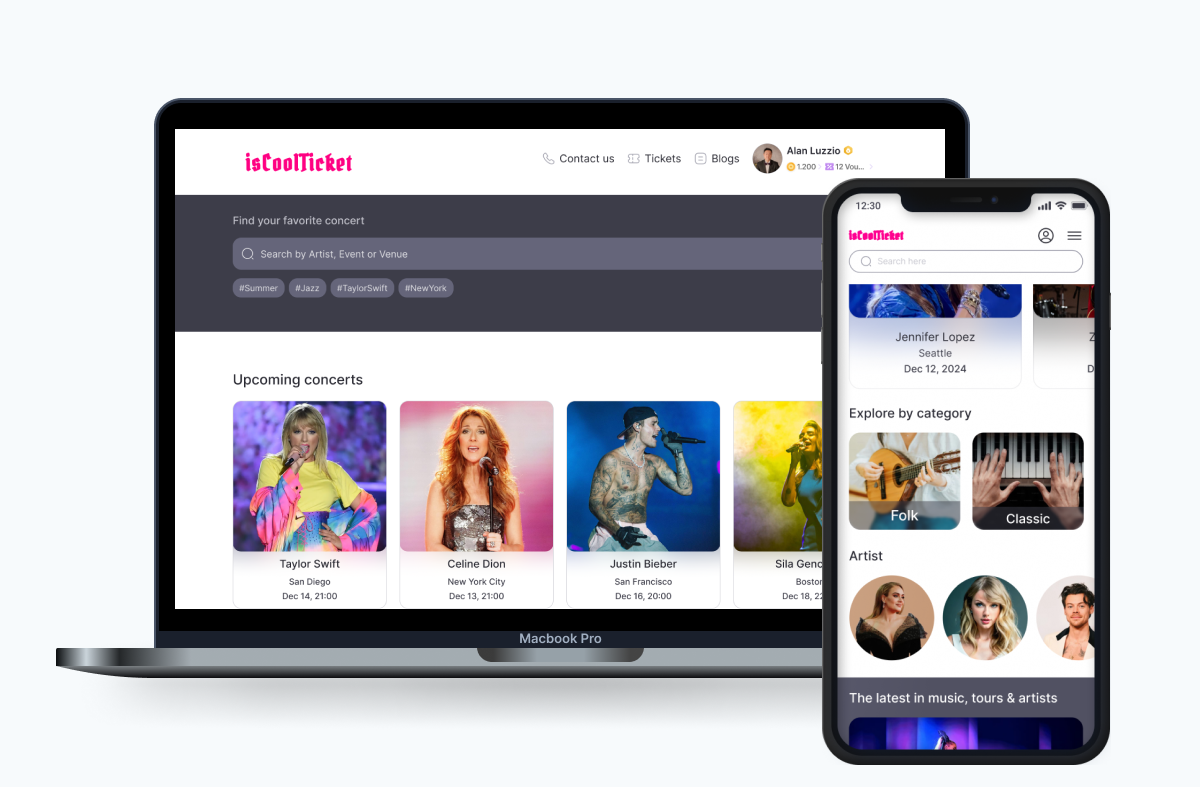 isCoolTicket
Contact us
Tickets
Blogs
Alan Luzzio
1.200
12 Vou...
Find your favorite concert
Search by Artist, Event or Venue
#Summer
#Jazz
#TaylorSwift
#NewYork
Upcoming concerts
Taylor Swift
San Diego
Dec 14, 21:00
Celine Dion
New York City
Dec 13, 21:00
Justin Bieber
San Francisco
Dec 16, 20:00
Sila Genc
Boston
Dec 18, 22
Macbook Pro
12:30
isCoolTicket
Search here
Jennifer Lopez
Seattle
Dec 12, 2024
Z
D
Explore by category
Folk
Classic
Artist
The latest in music, tours & artists